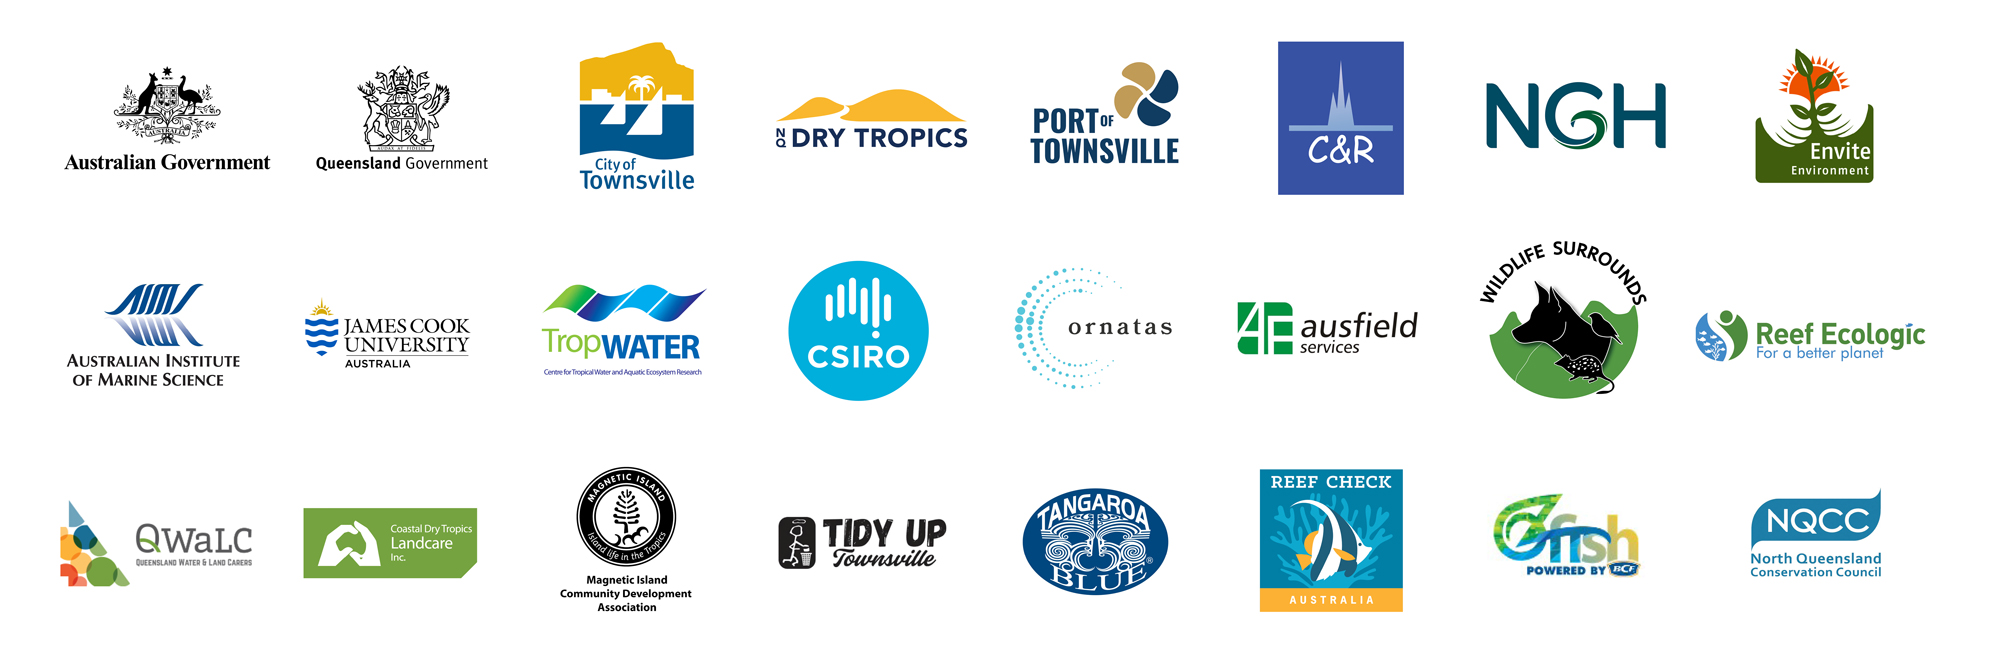 AUSTRALIA
Australian Government
Queensland Government
City of
Townsville
NQ DRY TROPICS
PORT OF
TOWNSVILLE
C&R
NGH
Envite
Environment
AIMS
AUSTRALIAN INSTITUTE
OF MARINE SCIENCE
JAMES COOK
UNIVERSITY
AUSTRALIA
TropWATER
Centre for Tropical Water and Aquatic Ecosystem Research
CSIRO
ornatas
ausfield
services
WILDLIFE SURROUNDS
Reef Ecologic
For a better planet
QWaLC
QUEENSLAND WATER & LAND CARERS
Coastal Dry Tropics
Landcare
Inc.
MAGNETIC ISLAND
Island life in the Tropics
Magnetic Island
Community Development
Association
TIDY UP
Townsville
TANGAROA
BLUE®
REEF CHECK
AUSTRALIA
Ozfish
POWERED BY BCF
NQCC
North Queensland
Conservation Council